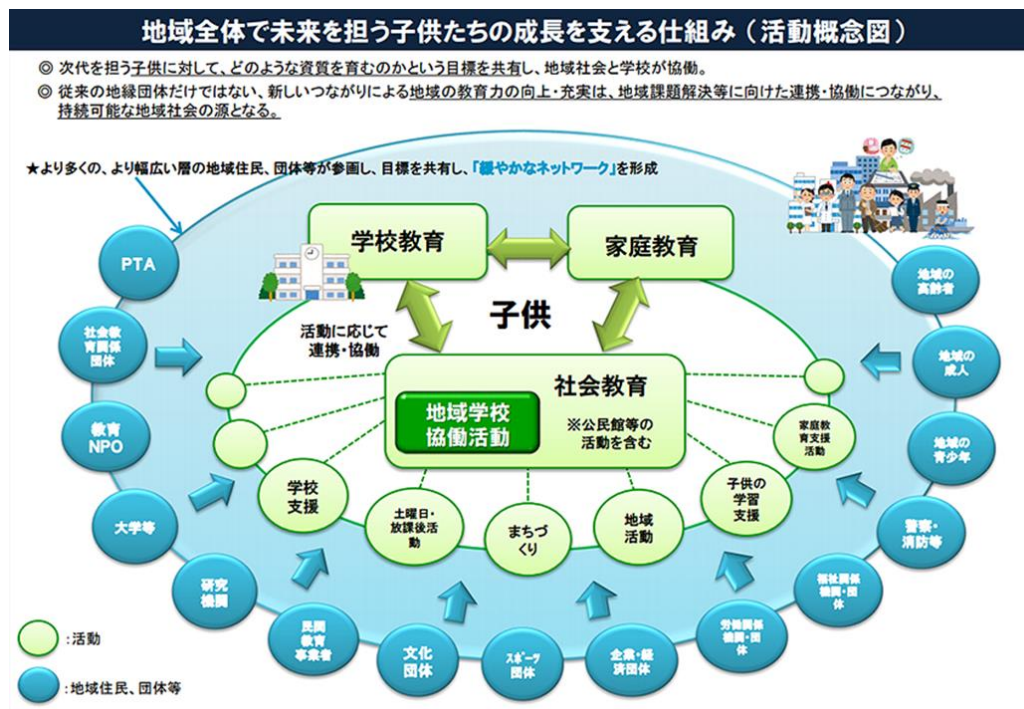 地域全体で未来を担う子供たちの成長を支える仕組み（活動概念図）
◎ 次代を担う子供に対して、どのような資質を育むのかという目標を共有し、地域社会と学校が協働。
◎ 従来の地縁団体だけではない、新しいつながりによる地域の教育力の向上・充実は、地域課題解決等に向けた連携・協働につながり、
持続可能な地域社会の源となる。
★より多くの、より幅広い層の地域住民、団体等が参画し、目標を共有し、「緩やかなネットワーク」を形成
学校教育
家庭教育
子供
活動に応じて
連携・協働
社会教育
地域学校
協働活動
※公民館等の
活動を含む
PTA
社会教
育関係
団体
教育
NPO
大学等
研究
機関
民間
教育
事業者
文化
団体
スポーツ
団体
企業・経
済団体
労働関係
機関・団
体
福祉関係
機関・団
体
警察・
消防等
地域の
青少年
地域の
成人
地域の
高齢者
学校
支援
土曜日・
放課後活
動
まちづ
くり
地域
活動
子供の
学習
支援
家庭教
育支援
活動
：活動
：地域住民、団体等